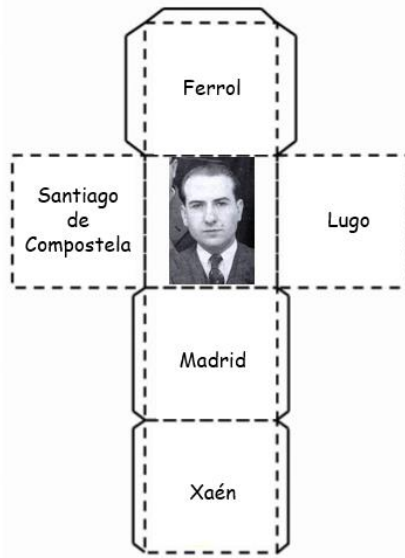 Ferrol
Santiago
de
Compostela
Lugo
Madrid
Xaén